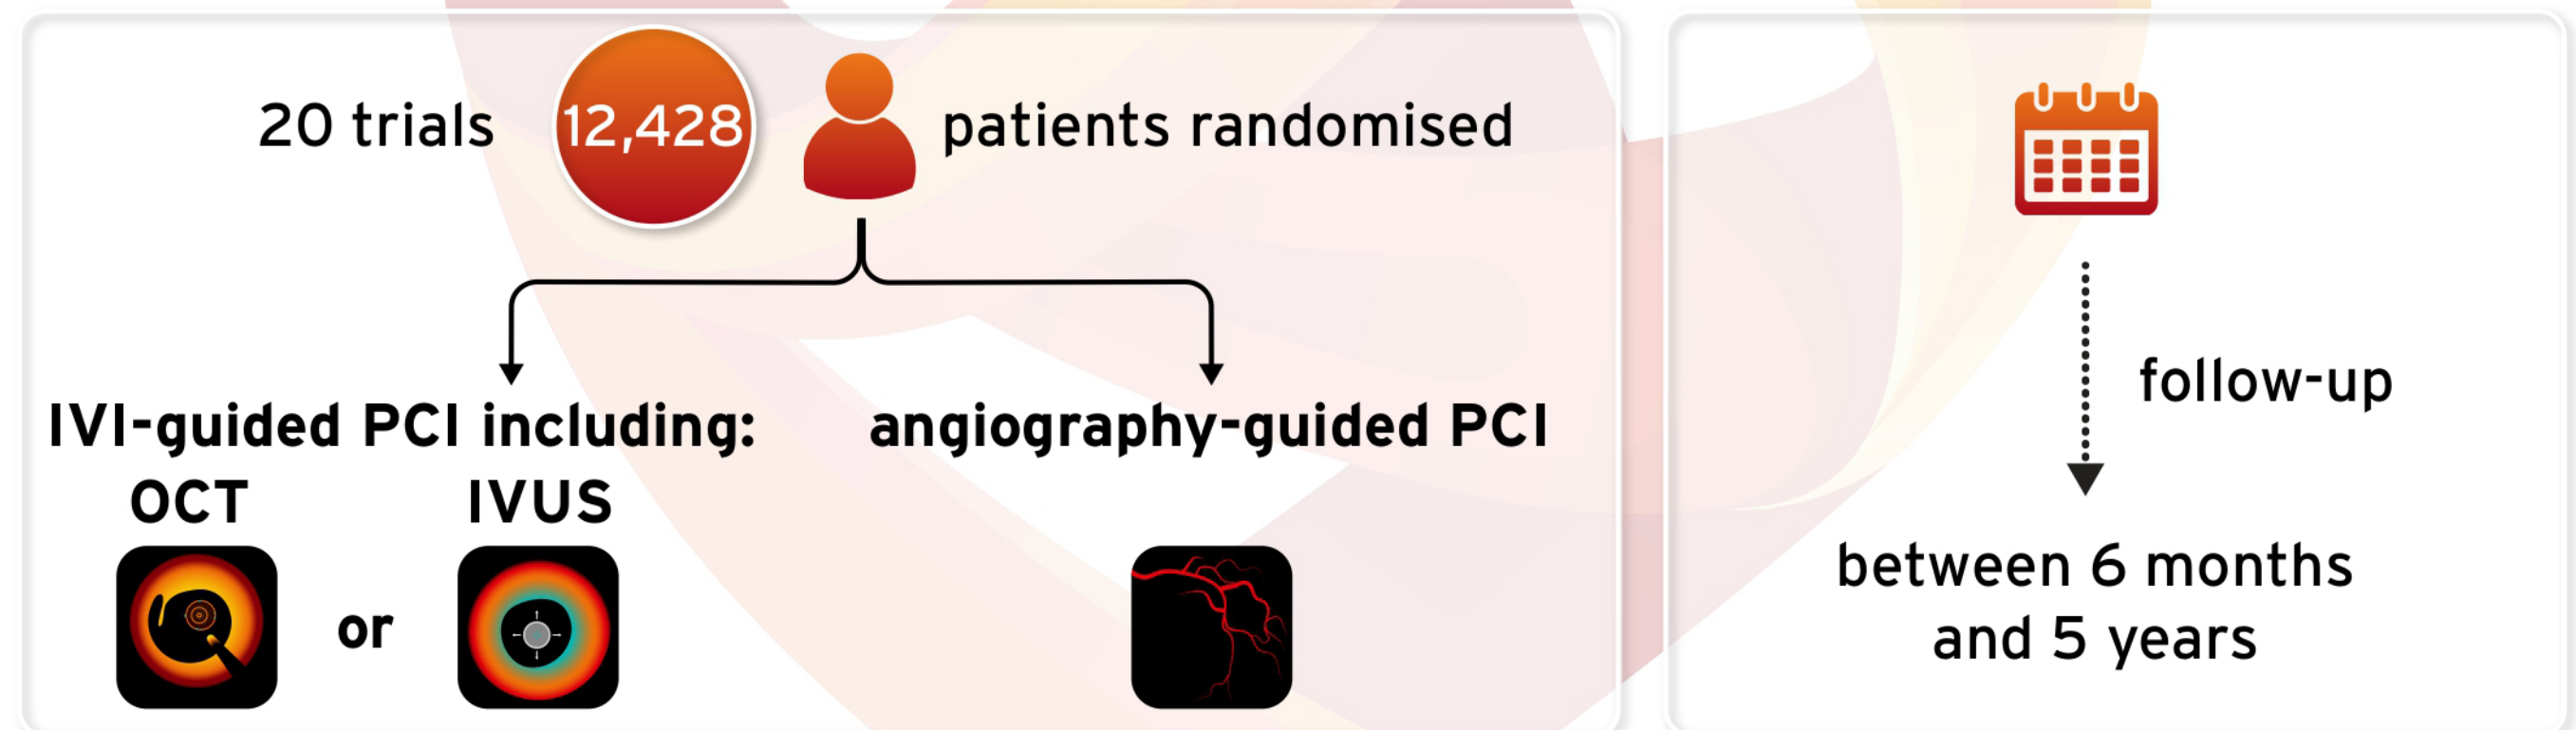 20 trials 12,428 patients randomised
IVI-guided PCI including:
OCT or IVUS
angiography-guided PCI
follow-up
between 6 months
and 5 years